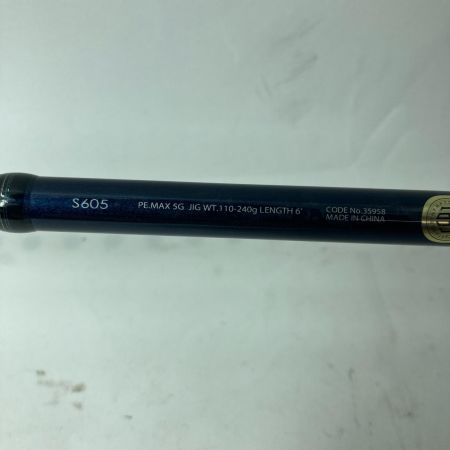 S605 PE.MAX 5G JIG WT.110-240g LENGTH 6' CODE No.35958
MADE IN CHINA